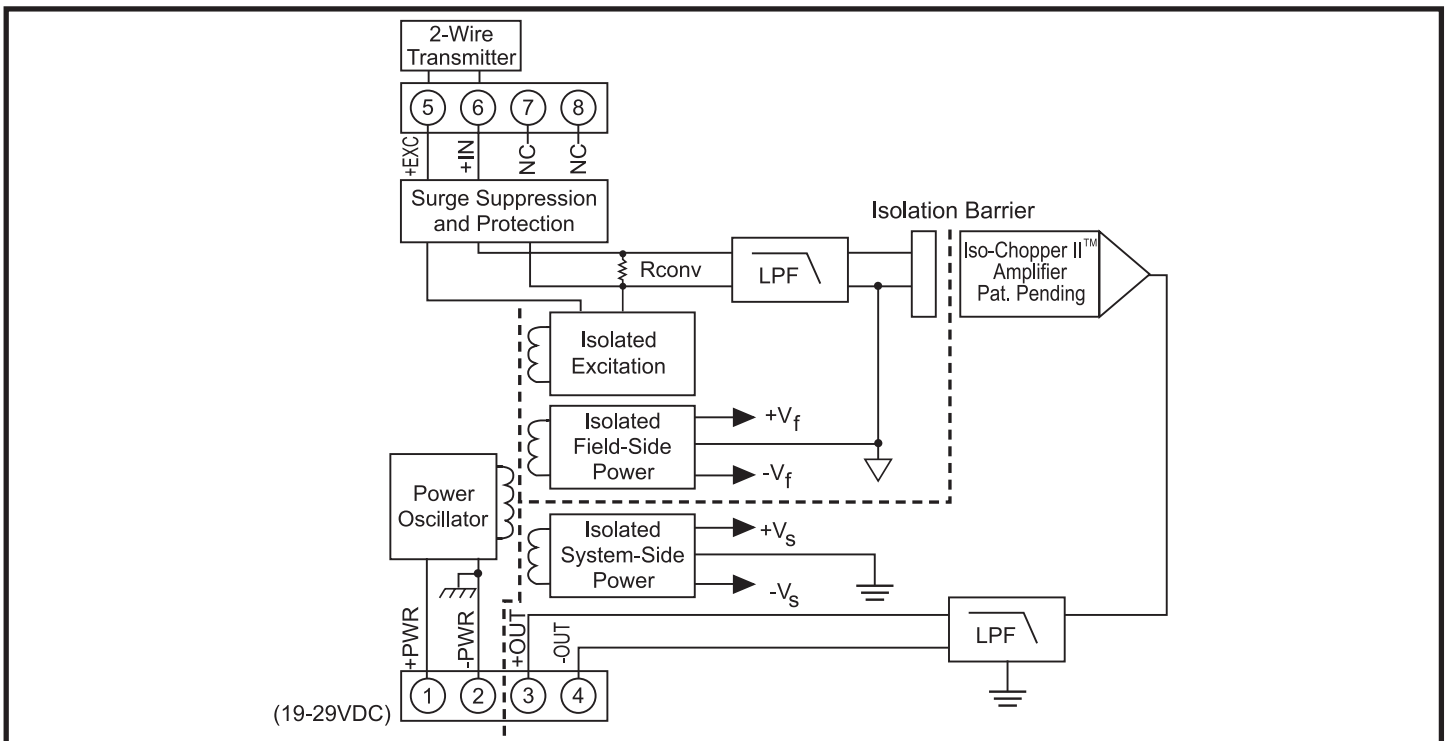 2-Wire
Transmitter
5 6 7 8
+EXC
+IN
NC
NC
Surge Suppression
and Protection
Isolation Barrier
Rconv
LPF
Iso-Chopper II™
Amplifier
Pat. Pending
Isolated
Excitation
Isolated
Field-Side
Power
+Vf
-Vf
Power
Oscillator
Isolated
System-Side
Power
+Vs
-Vs
LPF
+PWR
-PWR
+OUT
-OUT
1 2 3 4
(19-29VDC)